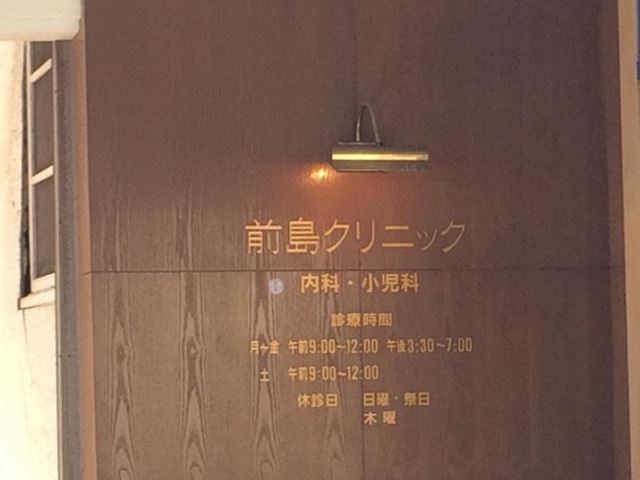 前島クリニック
内科・小児科
診療時間
月~金 午前9:00~12:00 午後3:30~7:00
土 午前9:00~12:00
休診日 日曜・祭日
木曜